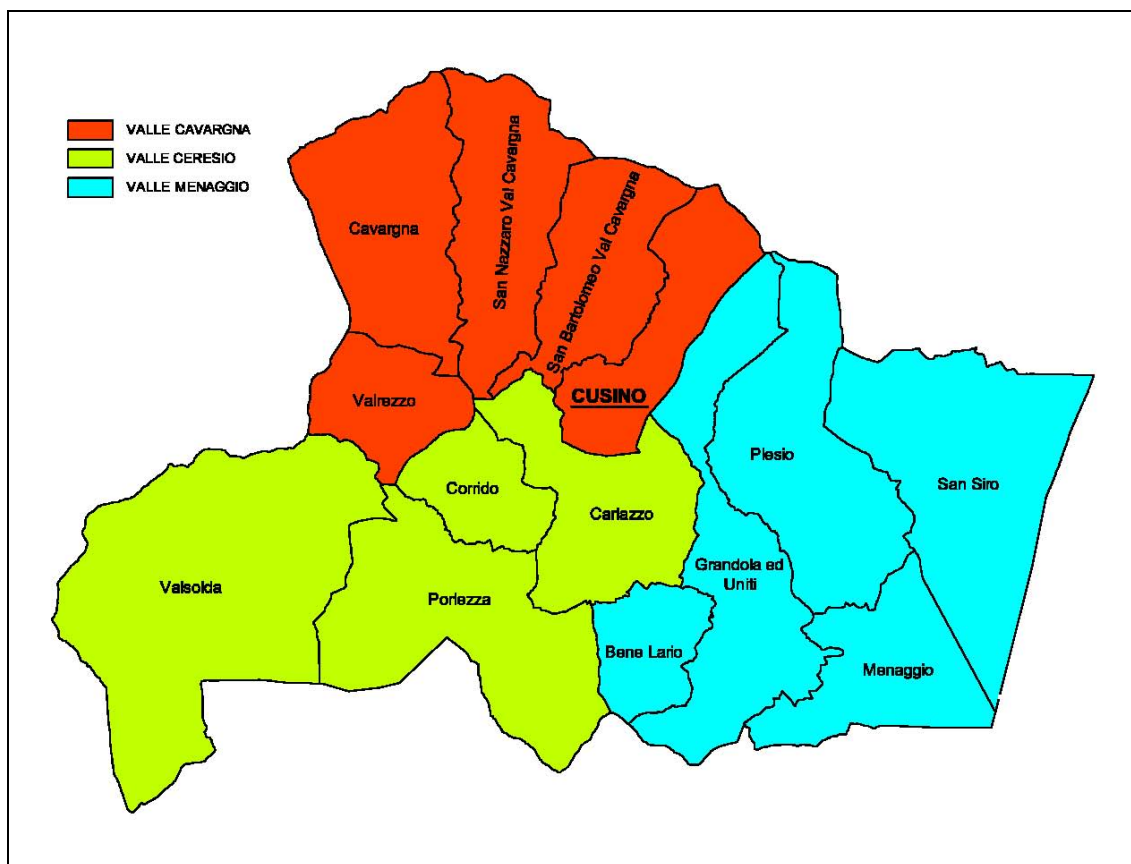 VALLE CAVARGNA
VALLE CERESIO
VALLE MENAGGIO
Cavargna
San Nazzaro Val Cavargna
San Bartolomeo Val Cavargna
Valrezzo
CUSINO
Corrido
Carlazzo
Plesio
San Siro
Valsolda
Porlezza
Grandola ed
Uniti
Bene Lario
Menaggio